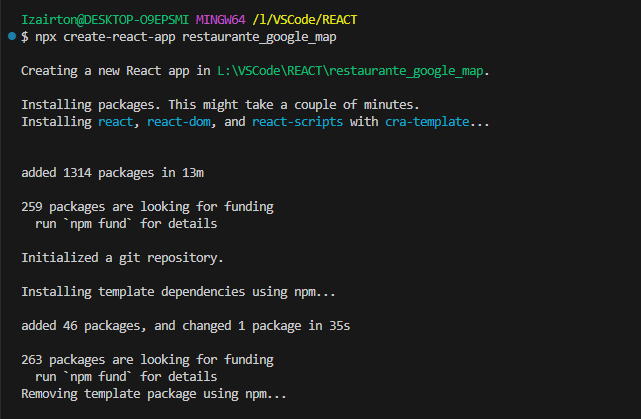 Izairton@DESKTOP-O9EPSMI MINGW64 /l/VSCode/REACT
$ npx create-react-app restaurante_google_map
Creating a new React app in L:\VSCode\REACT\restaurante_google_map.
Installing packages. This might take a couple of minutes.
Installing react, react-dom, and react-scripts with cra-template...
added 1314 packages in 13m
259 packages are looking for funding
  run `npm fund` for details
Initialized a git repository.
Installing template dependencies using npm...
added 46 packages, and changed 1 package in 35s
263 packages are looking for funding
  run `npm fund` for details
Removing template package using npm...